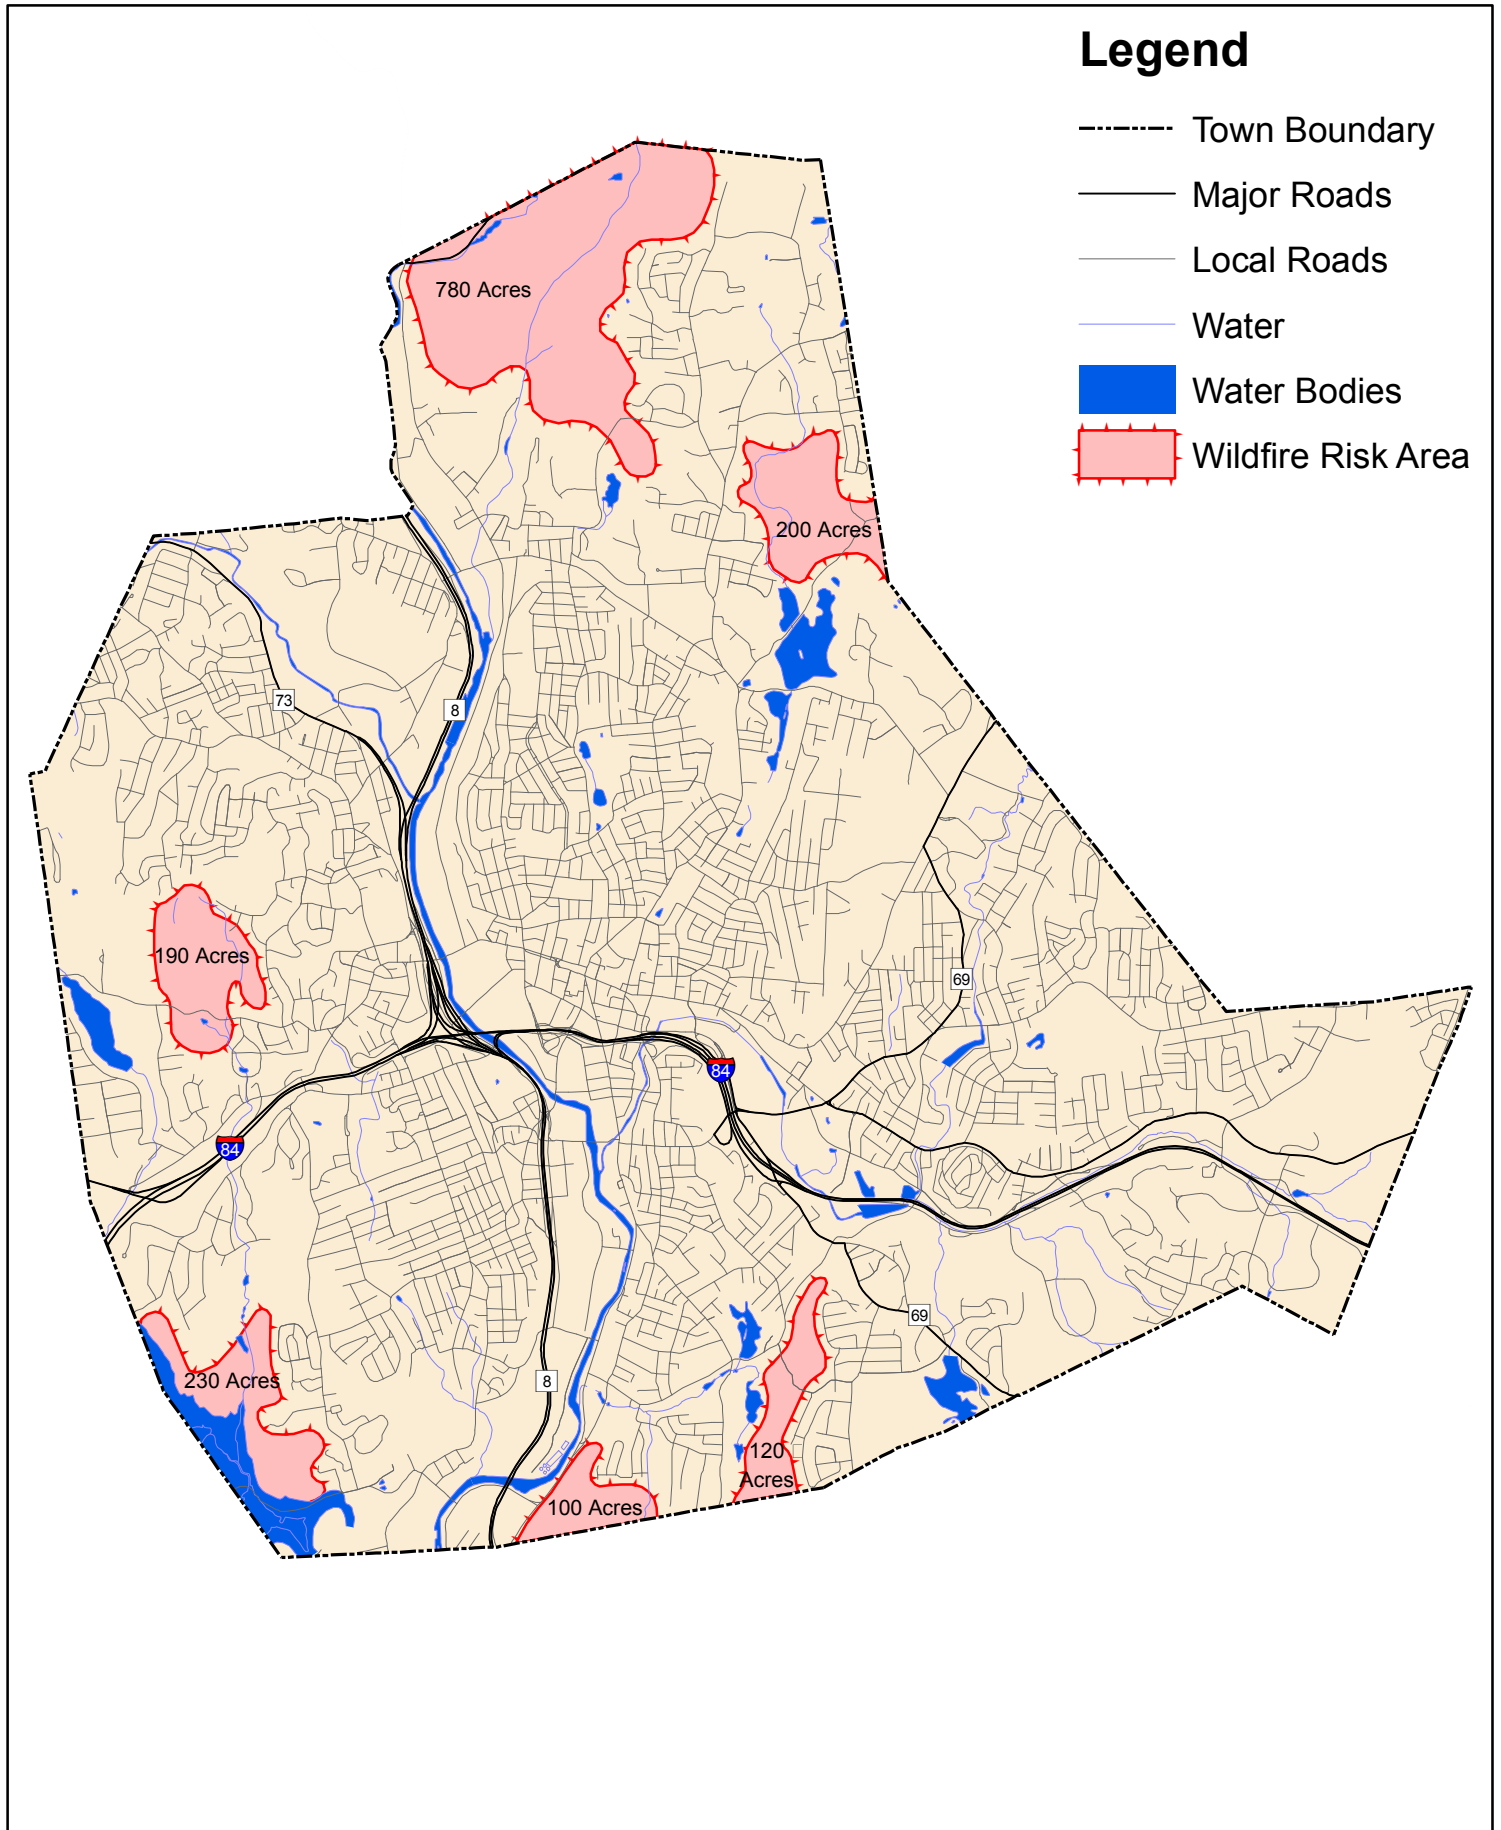 Legend
Town Boundary
Major Roads
Local Roads
Water
Water Bodies
Wildfire Risk Area
780 Acres
200 Acres
73
8
190 Acres
69
84
84
69
230 Acres
8
120
Acres
100 Acres